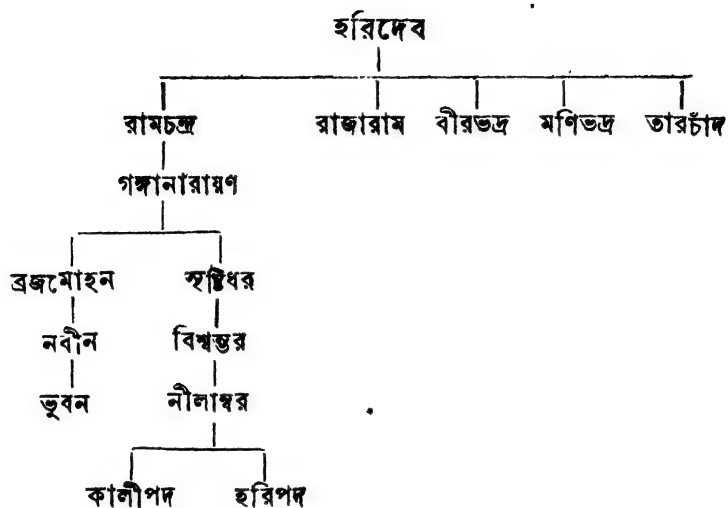 হরিদেব
রামচন্দ্র রাজারাম বীরভদ্র মণিভদ্র তারচাঁদ
গঙ্গানারায়ণ
ব্রজমোহন সৃষ্টিধর
নবীন বিশ্বম্ভর
ভুবন নীলাম্বর
কালীপদ হরিপদ